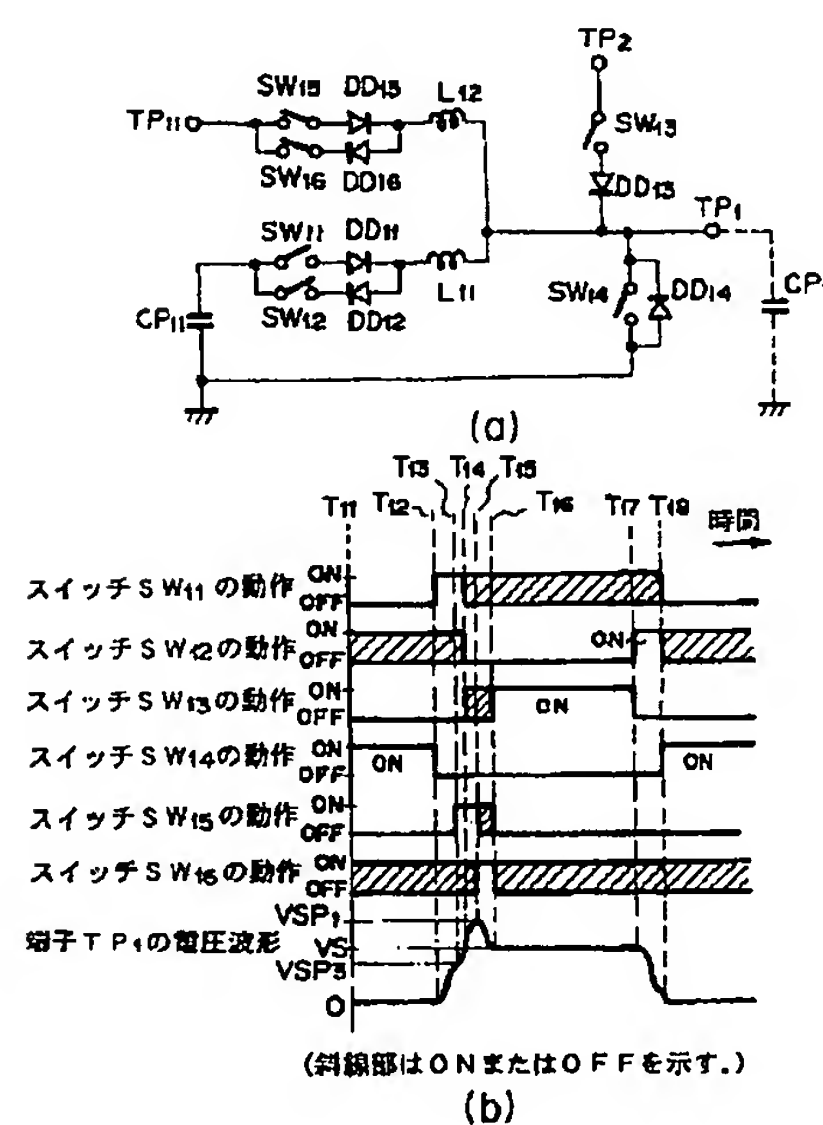 TP2
SW15 DD15 L12
TP11
SW13
SW16 DD16
DD13
TP1
SW11 DD11
SW14 DD14
CP11
SW12 DD12 L11
(a)
T13 T14 T15
T11 T12 T16 T17 T18 時間
スイッチSW11の動作 ON OFF
スイッチSW12の動作 ON OFF ON
スイッチSW13の動作 ON OFF ON
スイッチSW14の動作 ON OFF ON ON
スイッチSW15の動作 ON OFF
スイッチSW16の動作 ON OFF
VSP1
端子TP1の電圧波形 VS
VSP3
0
(斜線部はONまたはOFFを示す。)
(b)